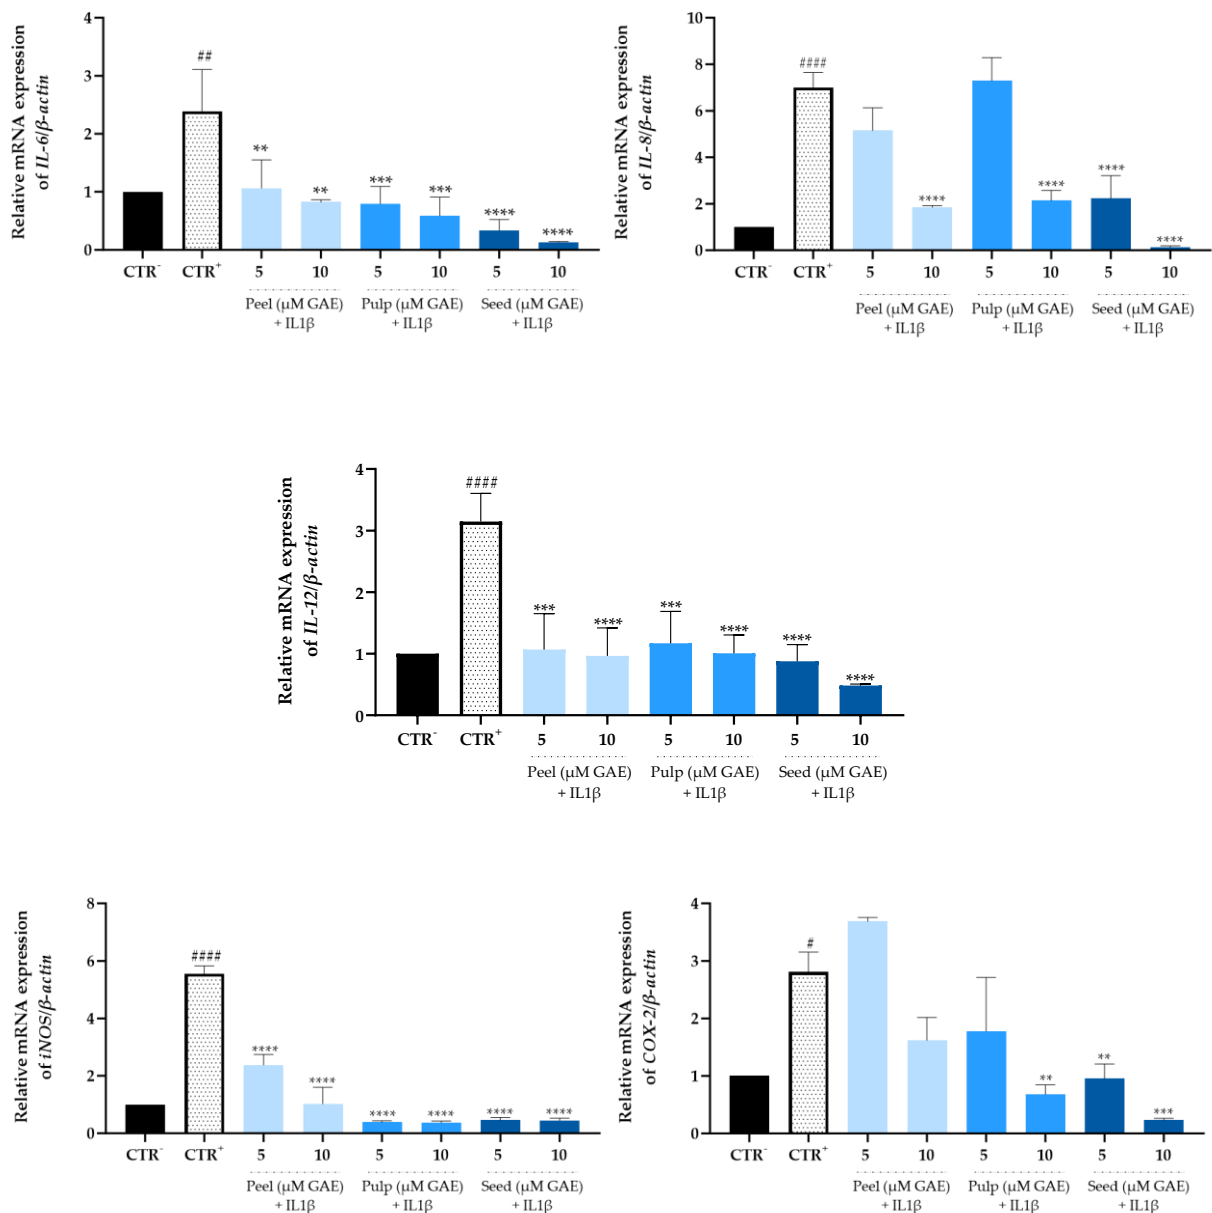 Relative mRNA expression
of IL-6/β-actin
4
3
2
1
0
##
**
**
***
***
****
****
CTR-
CTR+
5
10
5
10
5
10
Peel (μM GAE)
+ IL1β
Pulp (μM GAE)
+ IL1β
Seed (μM GAE)
+ IL1β
Relative mRNA expression
of IL-8/β-actin
10
8
6
4
2
0
####
****
****
****
****
CTR-
CTR+
5
10
5
10
5
10
Peel (μM GAE)
+ IL1β
Pulp (μM GAE)
+ IL1β
Seed (μM GAE)
+ IL1β
Relative mRNA expression
of IL-12/β-actin
4
3
2
1
0
####
***
****
***
****
****
****
CTR-
CTR+
5
10
5
10
5
10
Peel (μM GAE)
+ IL1β
Pulp (μM GAE)
+ IL1β
Seed (μM GAE)
+ IL1β
Relative mRNA expression
of iNOS/β-actin
8
6
4
2
0
####
****
****
****
****
****
****
CTR-
CTR+
5
10
5
10
5
10
Peel (μM GAE)
+ IL1β
Pulp (μM GAE)
+ IL1β
Seed (μM GAE)
+ IL1β
Relative mRNA expression
of COX-2/β-actin
4
3
2
1
0
#
**
**
***
CTR-
CTR+
5
10
5
10
5
10
Peel (μM GAE)
+ IL1β
Pulp (μM GAE)
+ IL1β
Seed (μM GAE)
+ IL1β